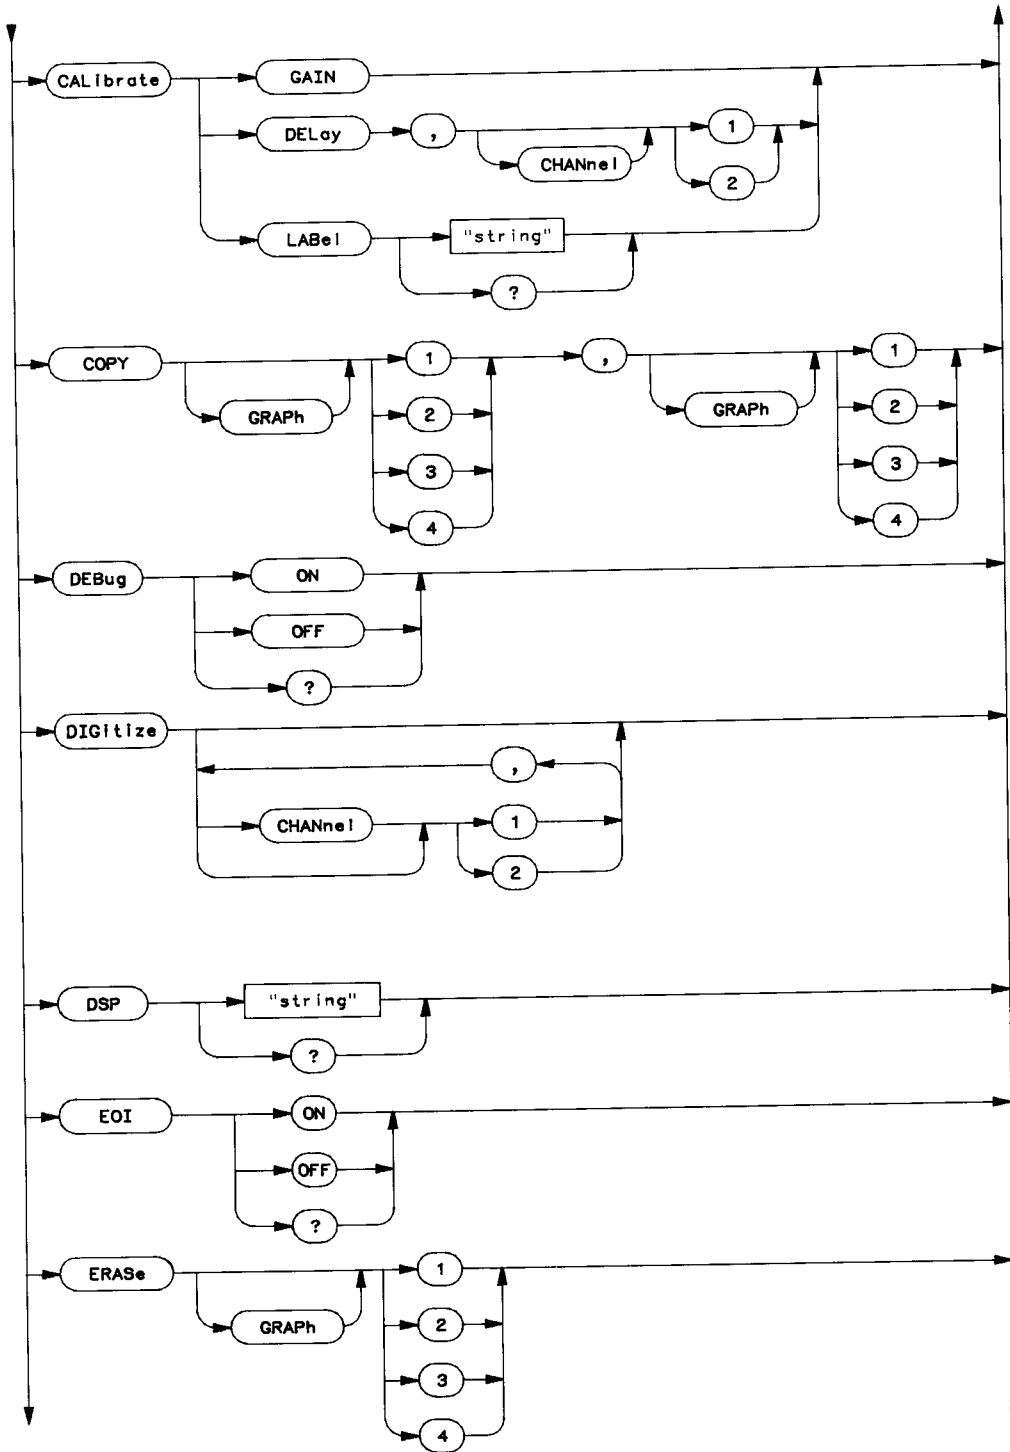 CALibrate GAIN
DELay , CHANnel 1
2
LABel "string"
?
COPY GRAPh 1 , GRAPh 1
2 2
3 3
4 4
DEBug ON
OFF
?
DIGitize
,
CHANnel 1
2
DSP "string"
?
EOI ON
OFF
?
ERASe GRAPh 1
2
3
4